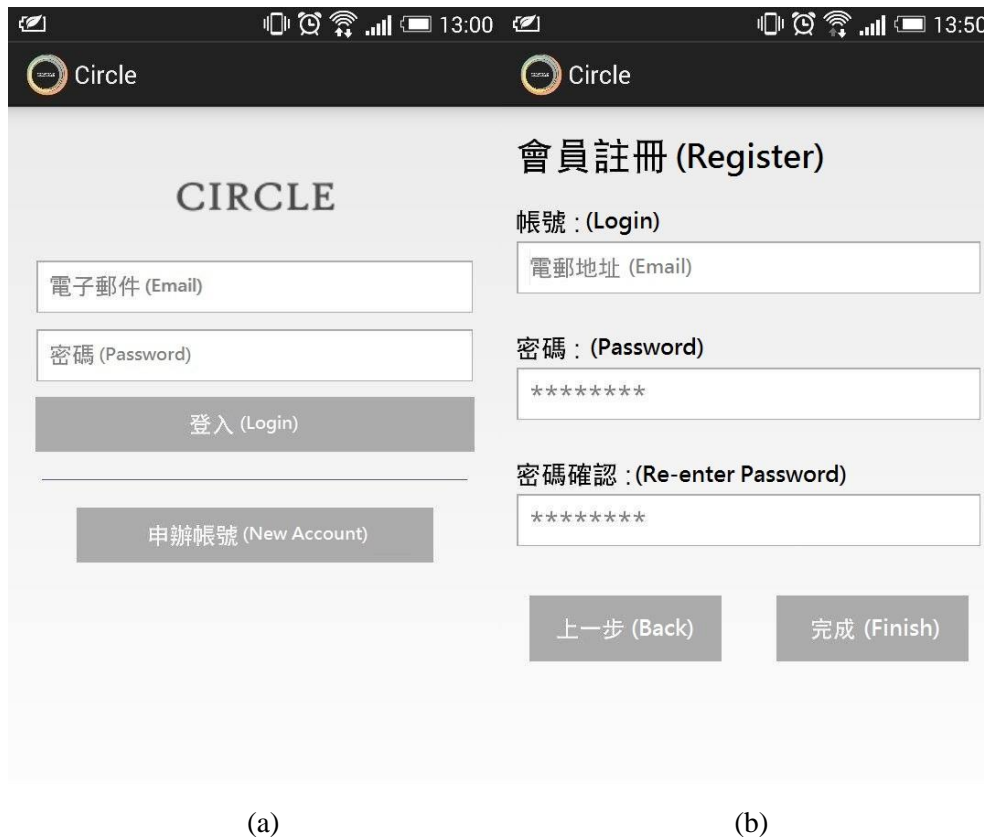 13:00
Circle
CIRCLE
電子郵件 (Email)
密碼 (Password)
登入 (Login)
申辦帳號 (New Account)
(a)
13:50
Circle
會員註冊 (Register)
帳號 : (Login)
電郵地址 (Email)
密碼 : (Password)
********
密碼確認 : (Re-enter Password)
********
上一步 (Back)
完成 (Finish)
(b)